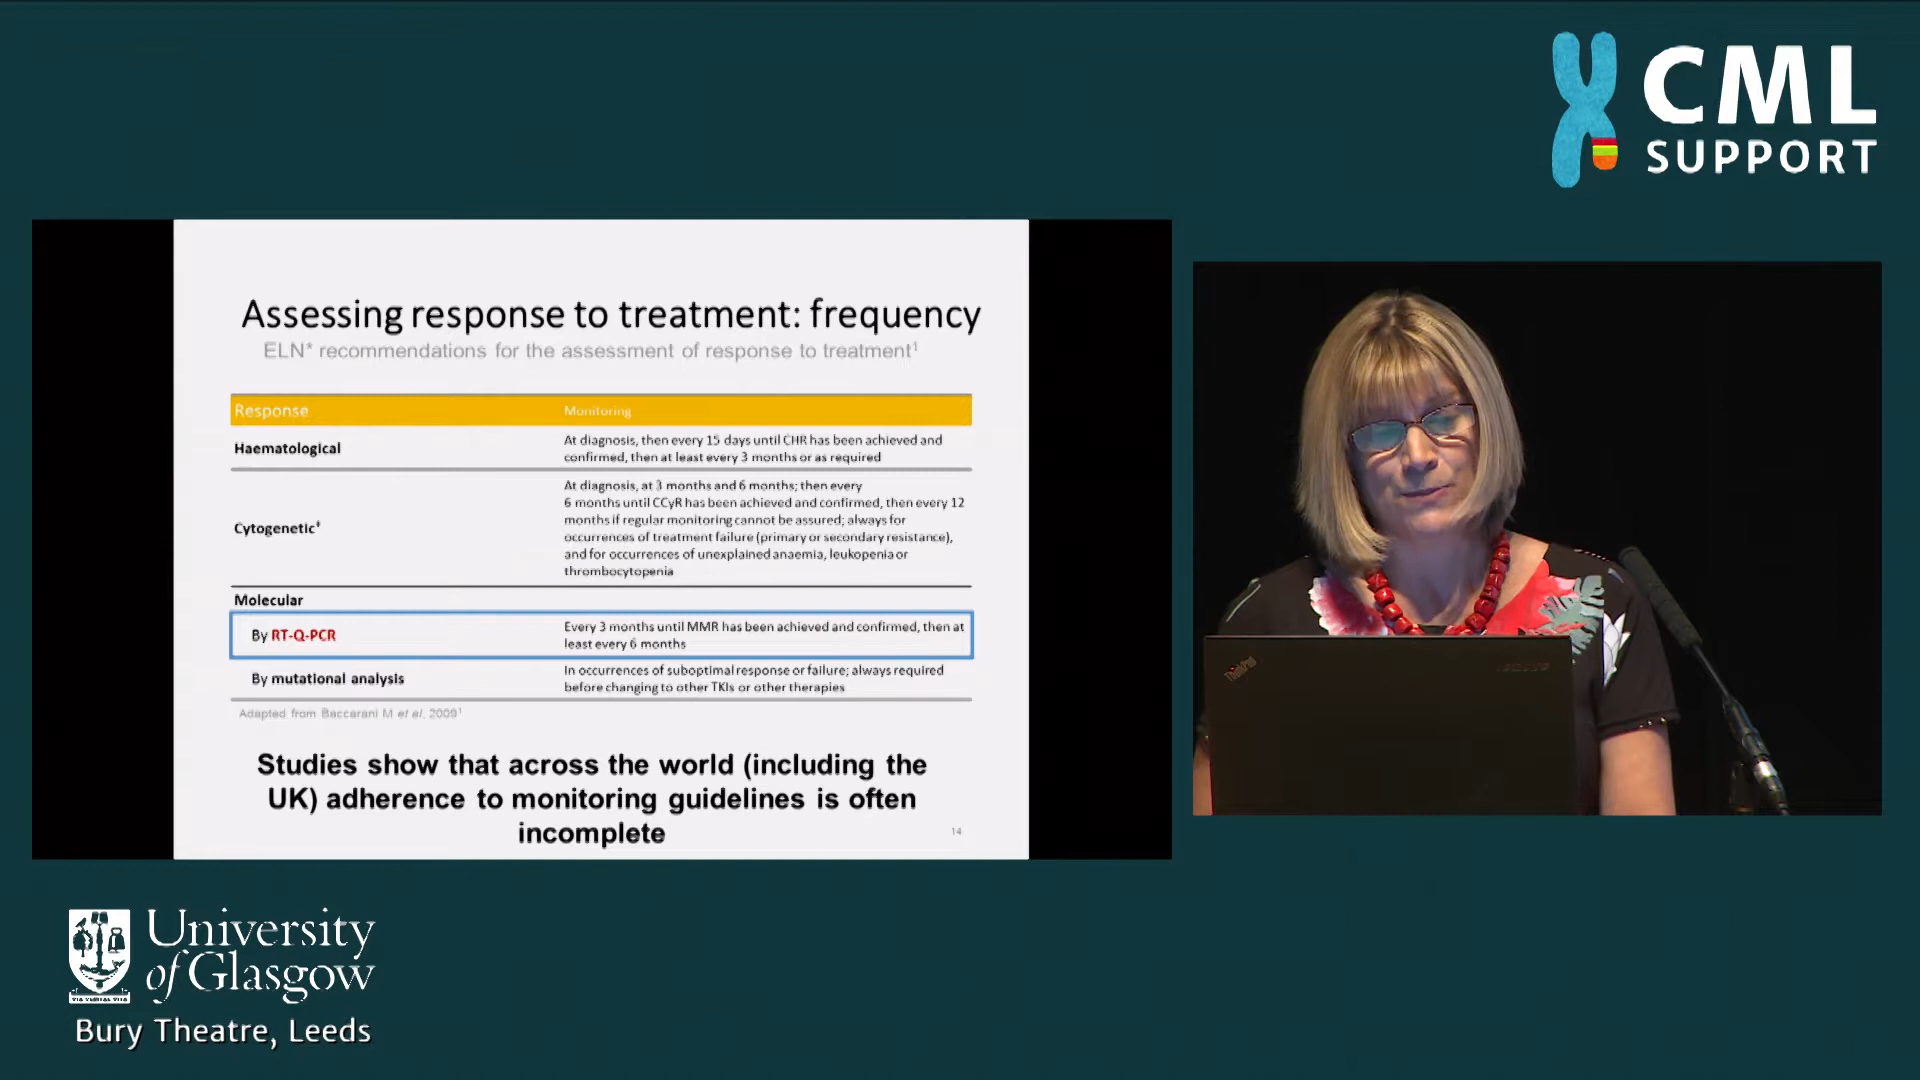 CML
SUPPORT
Assessing response to treatment: frequency
ELN* recommendations for the assessment of response to treatment¹
Response Monitoring
Haematological
At diagnosis, then every 15 days until CHR has been achieved and
confirmed, then at least every 3 months or as required
Cytogenetic‡
At diagnosis, at 3 months and 6 months; then every
6 months until CCyR has been achieved and confirmed, then every 12
months if regular monitoring cannot be assured; always for
occurrences of treatment failure (primary or secondary resistance),
and for occurrences of unexplained anaemia, leukopenia or
thrombocytopenia
Molecular
By RT-Q-PCR
Every 3 months until MMR has been achieved and confirmed, then at
least every 6 months
By mutational analysis
In occurrences of suboptimal response or failure; always required
before changing to other TKIs or other therapies
Adapted from Baccarani M et al, 2009¹
Studies show that across the world (including the
UK) adherence to monitoring guidelines is often
incomplete
14
ThinkPad
University
of Glasgow
Bury Theatre, Leeds